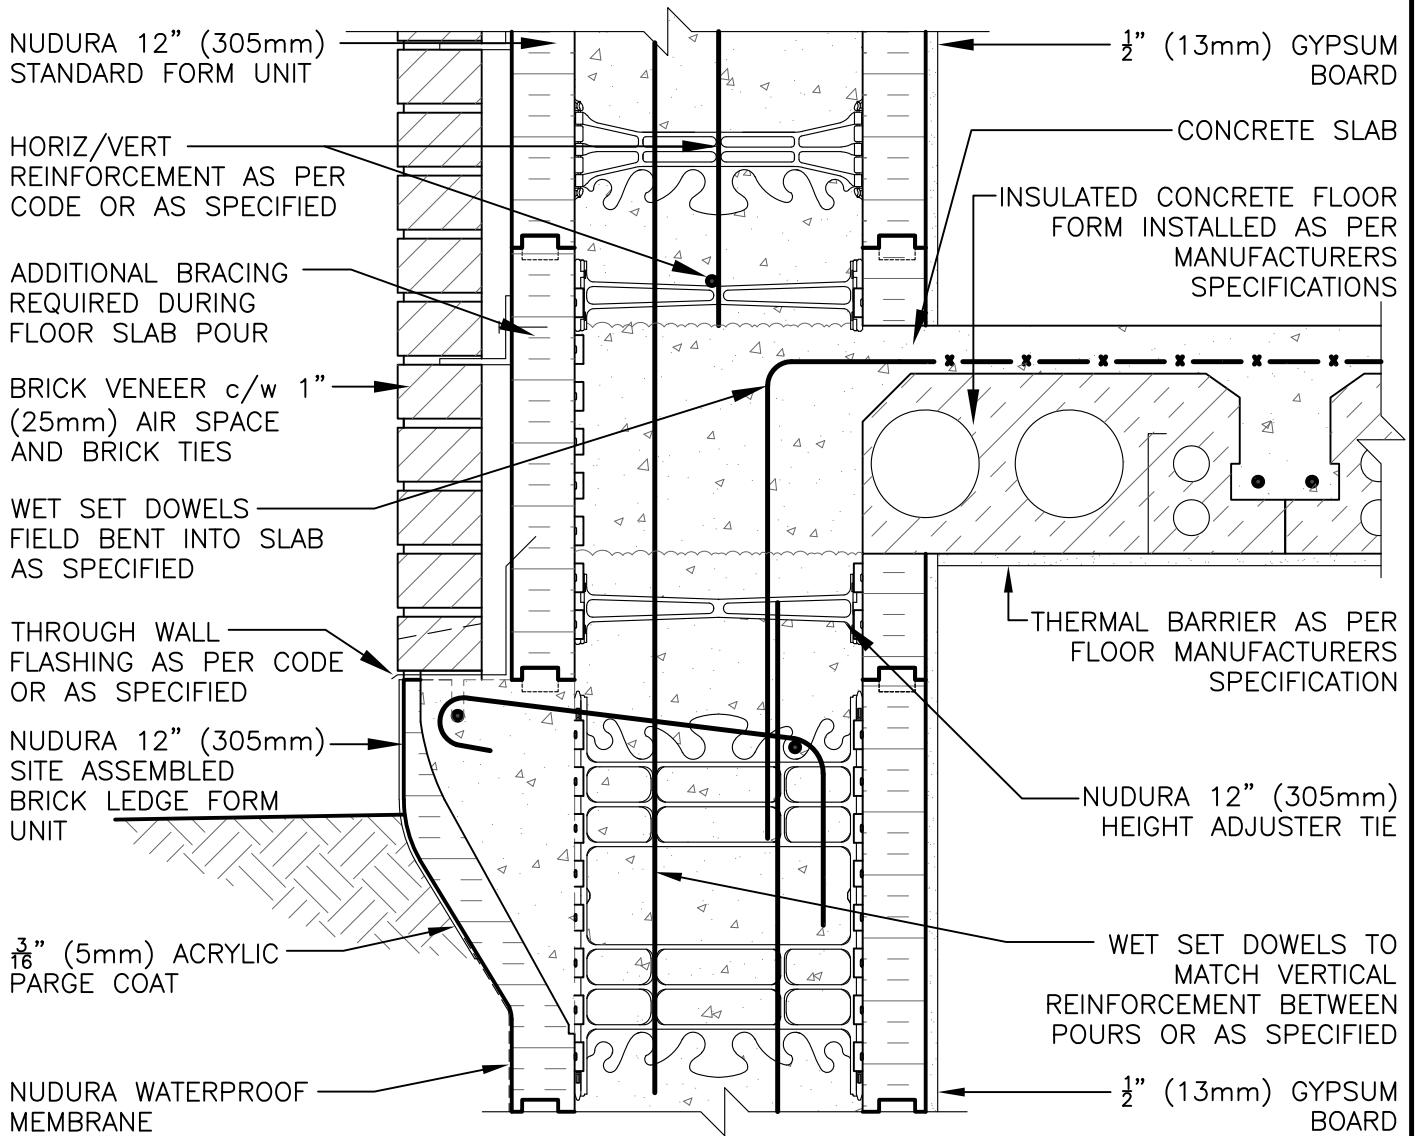 NUDURA 12” (305mm)
STANDARD FORM UNIT
HORIZ/VERT
REINFORCEMENT AS PER
CODE OR AS SPECIFIED
ADDITIONAL BRACING
REQUIRED DURING
FLOOR SLAB POUR
BRICK VENEER c/w 1”
(25mm) AIR SPACE
AND BRICK TIES
WET SET DOWELS
FIELD BENT INTO SLAB
AS SPECIFIED
THROUGH WALL
FLASHING AS PER CODE
OR AS SPECIFIED
NUDURA 12” (305mm)
SITE ASSEMBLED
BRICK LEDGE FORM
UNIT
3/16” (5mm) ACRYLIC
PARGE COAT
NUDURA WATERPROOF
MEMBRANE
1/2” (13mm) GYPSUM
BOARD
CONCRETE SLAB
INSULATED CONCRETE FLOOR
FORM INSTALLED AS PER
MANUFACTURERS
SPECIFICATIONS
THERMAL BARRIER AS PER
FLOOR MANUFACTURERS
SPECIFICATION
NUDURA 12” (305mm)
HEIGHT ADJUSTER TIE
WET SET DOWELS TO
MATCH VERTICAL
REINFORCEMENT BETWEEN
POURS OR AS SPECIFIED
1/2” (13mm) GYPSUM
BOARD